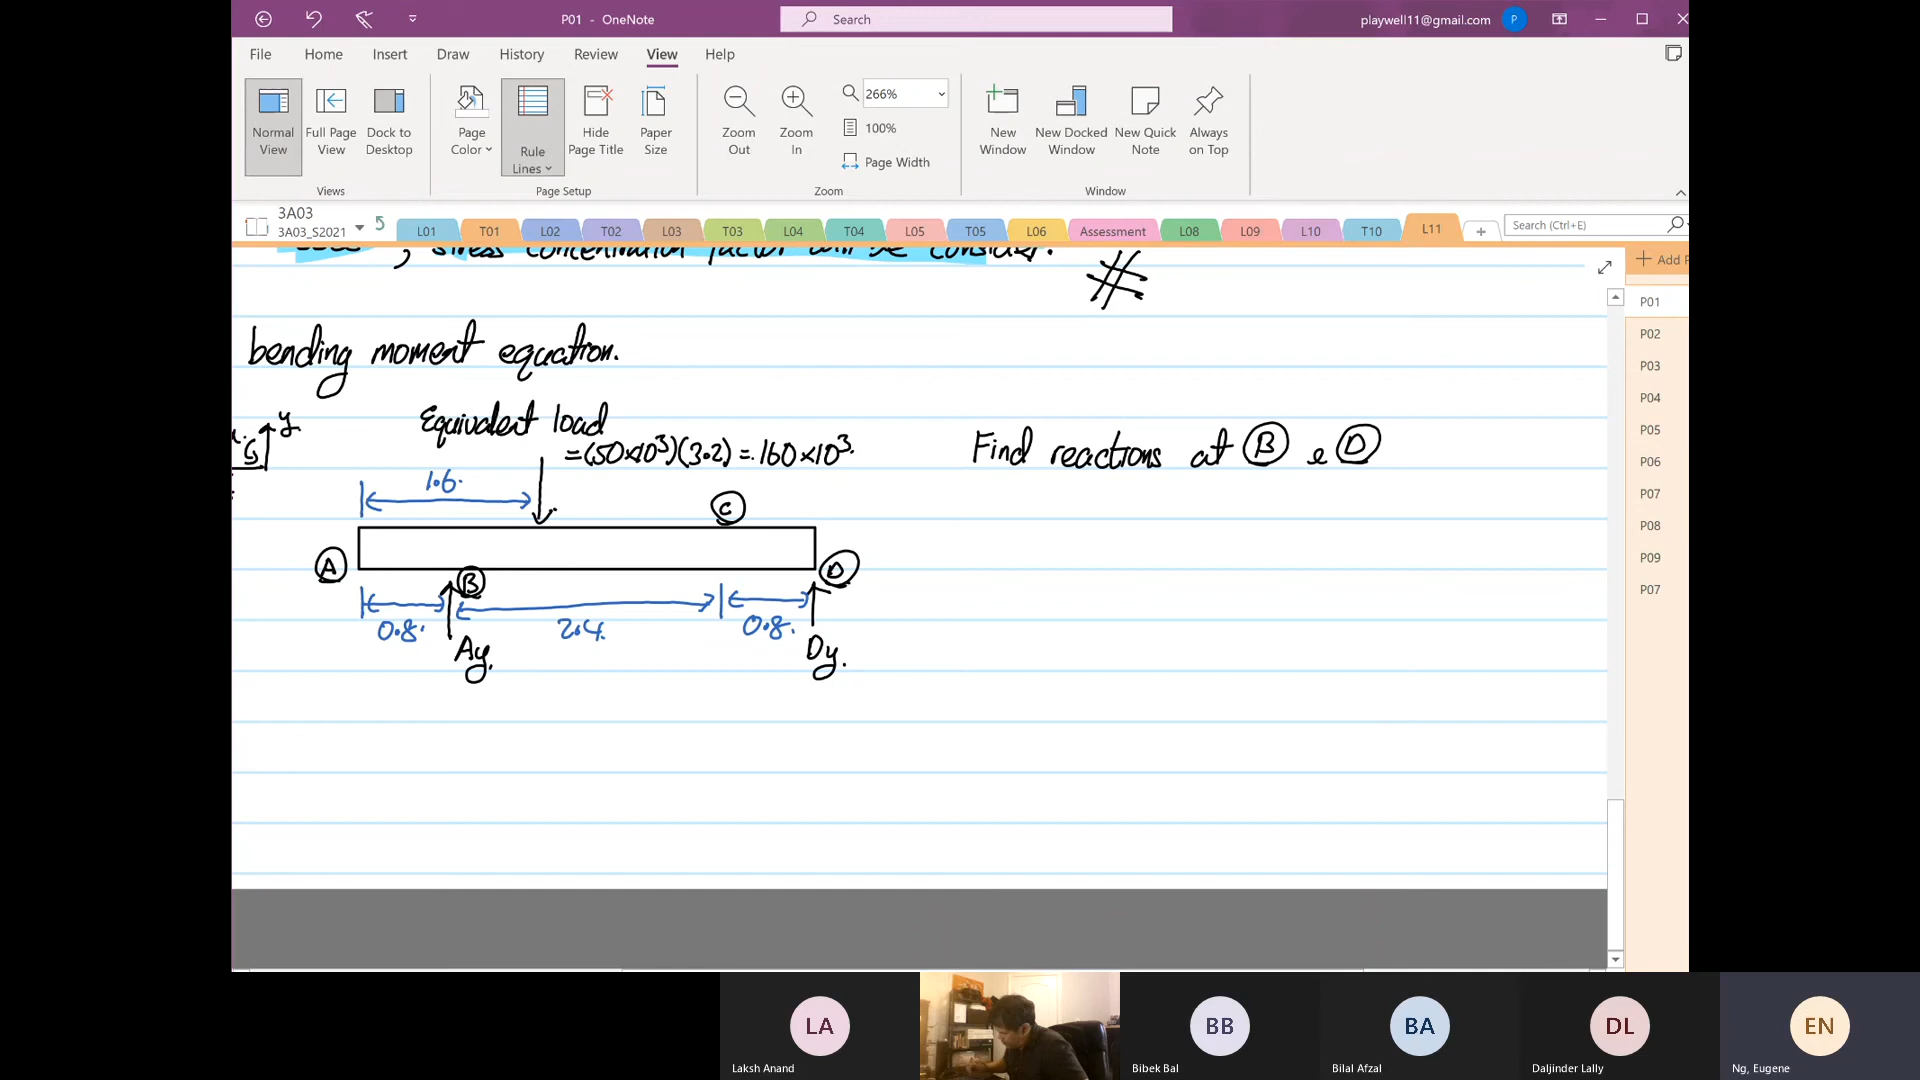 P01 - OneNote
Search
playwell11@gmail.com
P
File Home Insert Draw History Review View Help
Normal View
Full Page View
Dock to Desktop
Page Color
Rule Lines
Hide Page Title
Paper Size
Zoom Out
Zoom In
266%
100%
Page Width
New Window
New Docked Window
New Quick Note
Always on Top
Views
Page Setup
Zoom
Window
3A03
3A03_S2021
L01 T01 L02 T02 L03 T03 L04 T04 L05 T05 L06 Assessment L08 L09 L10 T10 L11 +
Search (Ctrl+E)
, stress concentration factor will be consider.
Add P
P01
P02
P03
P04
P05
P06
P07
P08
P09
P07
bending moment equation.
y
Equivalent load
= (50×10³)(3.2) = 160×10³.
Find reactions at B & D
1.6.
C
A
B
D
0.8.
2.4.
0.8.
Ay.
Dy.
LA
BB
BA
DL
EN
Laksh Anand
Bibek Bal
Bilal Afzal
Daljinder Lally
Ng, Eugene